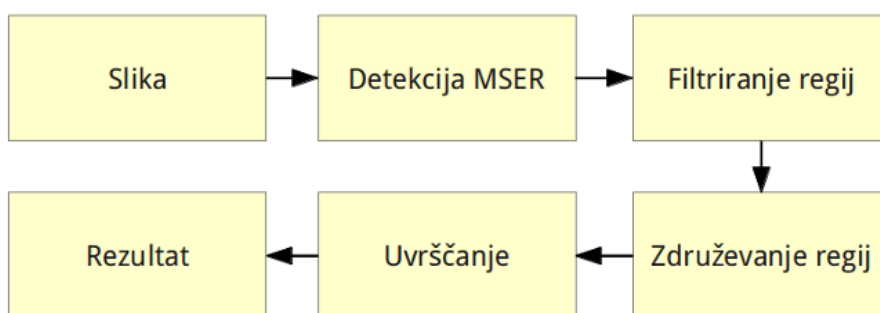 Slika
Detekcija MSER
Filtriranje regij
Združevanje regij
Uvrščanje
Rezultat